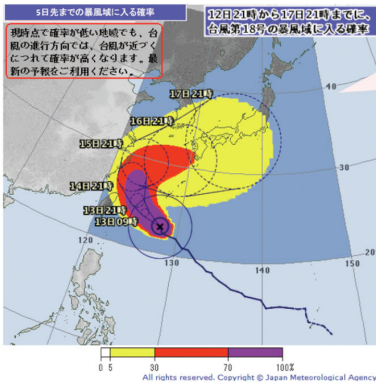 5日先までの暴風域に入る確率
12日21時から17日21時までに、
台風第18号の暴風域に入る確率
現時点で確率が低い地域でも、台
風の進行方向では、台風が近づく
につれて確率が高くなります。最
新の予報をご利用ください。
17日21時
16日21時
15日21時
14日21時
13日21時
13日09時
40
30
20
120
130
140
150
0 5 30 70 100%
All rights reserved. Copyright © Japan Meteorological Agency